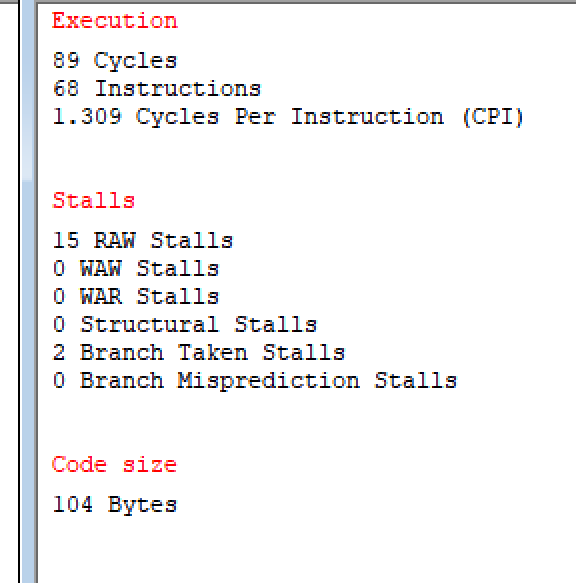 Execution
89 Cycles
68 Instructions
1.309 Cycles Per Instruction (CPI)
Stalls
15 RAW Stalls
0 WAW Stalls
0 WAR Stalls
0 Structural Stalls
2 Branch Taken Stalls
0 Branch Misprediction Stalls
Code size
104 Bytes